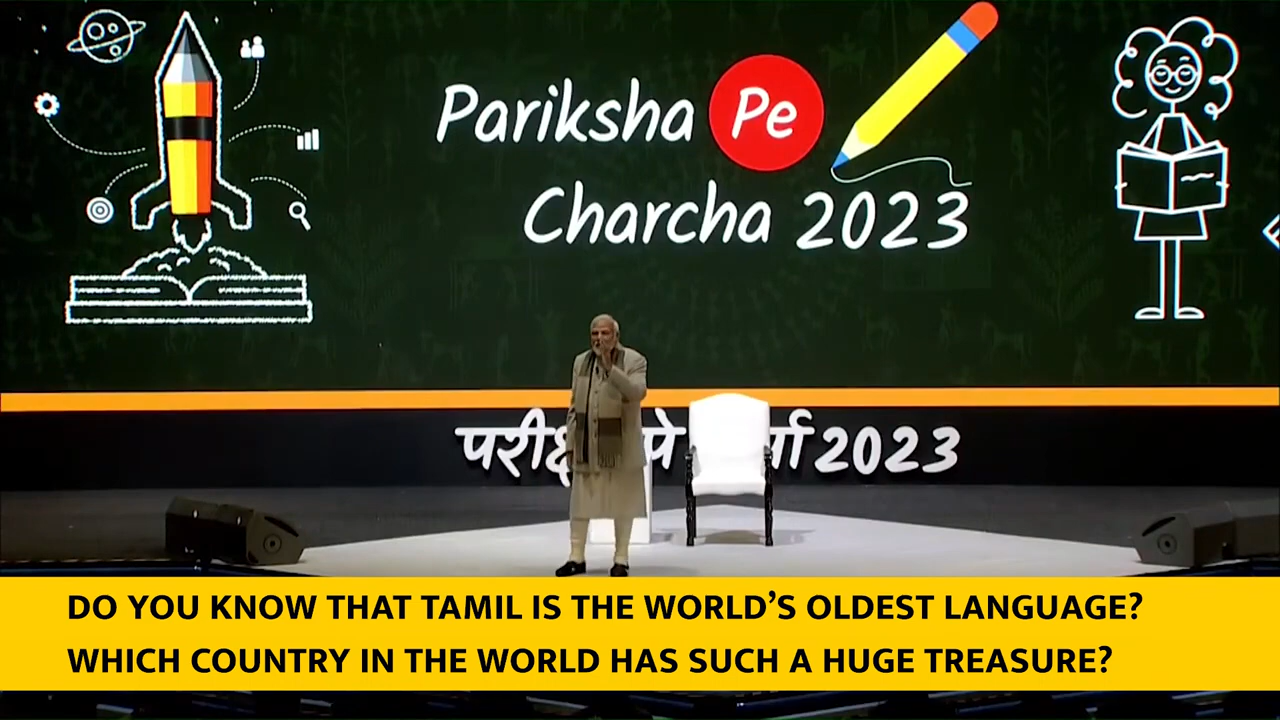 Pariksha Pe
Charcha 2023
2023
DO YOU KNOW THAT TAMIL IS THE WORLD’S OLDEST LANGUAGE?
WHICH COUNTRY IN THE WORLD HAS SUCH A HUGE TREASURE?